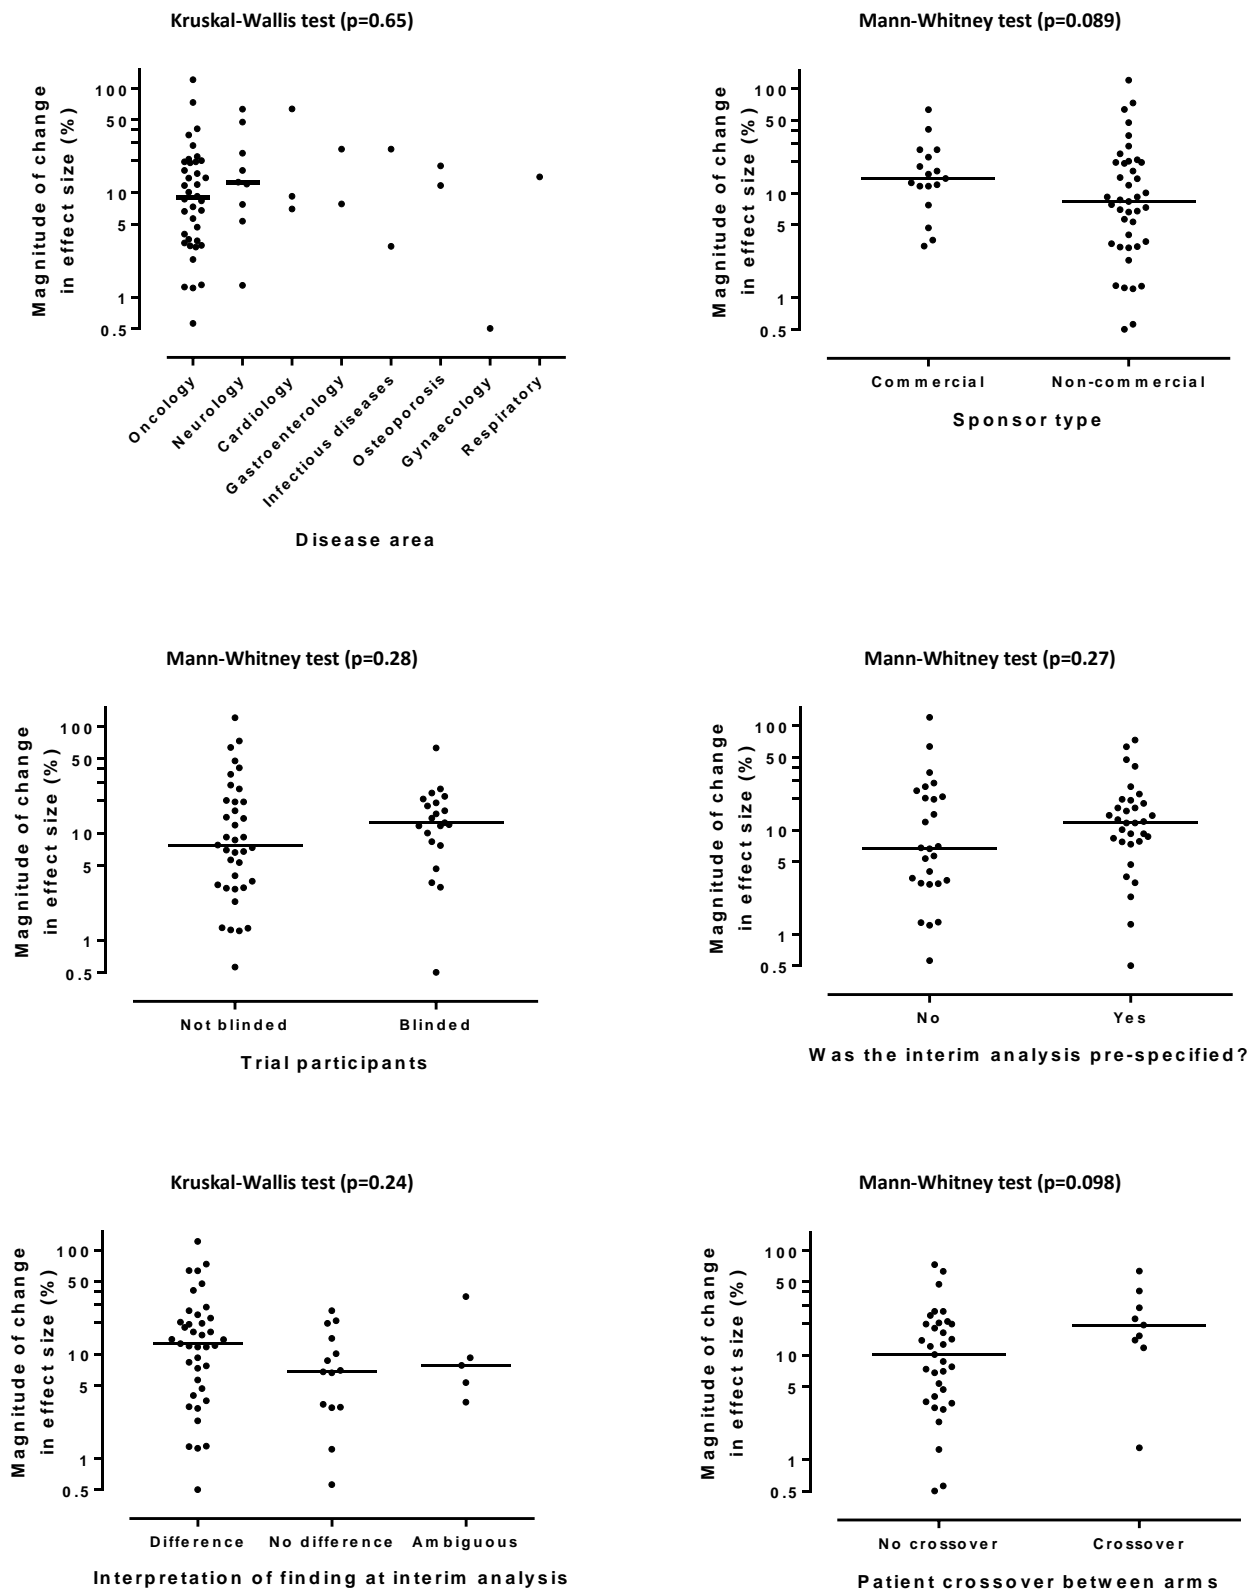 Kruskal-Wallis test (p=0.65)
Magnitude of change
in effect size (%)
100
50
10
5
1
0.5
Oncology
Neurology
Cardiology
Gastroenterology
Infectious diseases
Osteoporosis
Gynaecology
Respiratory
Disease area
Mann-Whitney test (p=0.089)
Magnitude of change
in effect size (%)
100
50
10
5
1
0.5
Commercial
Non-commercial
Sponsor type
Mann-Whitney test (p=0.28)
Magnitude of change
in effect size (%)
100
50
10
5
1
0.5
Not blinded
Blinded
Trial participants
Mann-Whitney test (p=0.27)
Magnitude of change
in effect size (%)
100
50
10
5
1
0.5
No
Yes
Was the interim analysis pre-specified?
Kruskal-Wallis test (p=0.24)
Magnitude of change
in effect size (%)
100
50
10
5
1
0.5
Difference
No difference
Ambiguous
Interpretation of finding at interim analysis
Mann-Whitney test (p=0.098)
Magnitude of change
in effect size (%)
100
50
10
5
1
0.5
No crossover
Crossover
Patient crossover between arms